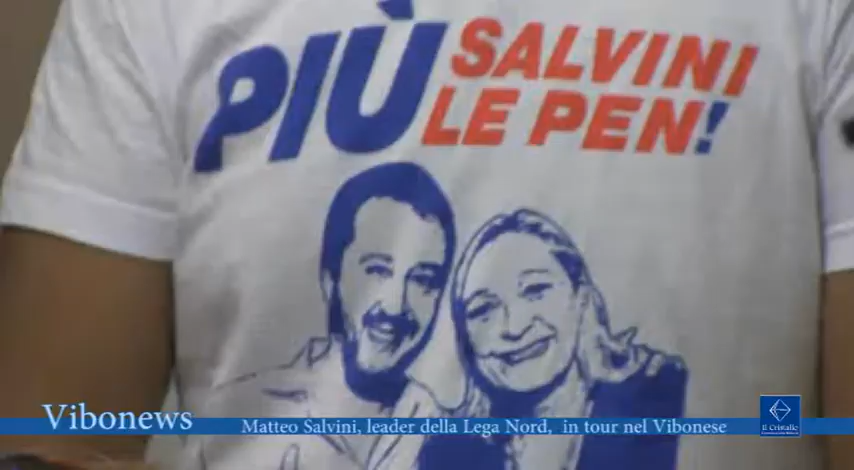 PIÙ
SALVINI
LE PEN!
Vibonews
Matteo Salvini, leader della Lega Nord, in tour nel Vibonese
Il Cristallo